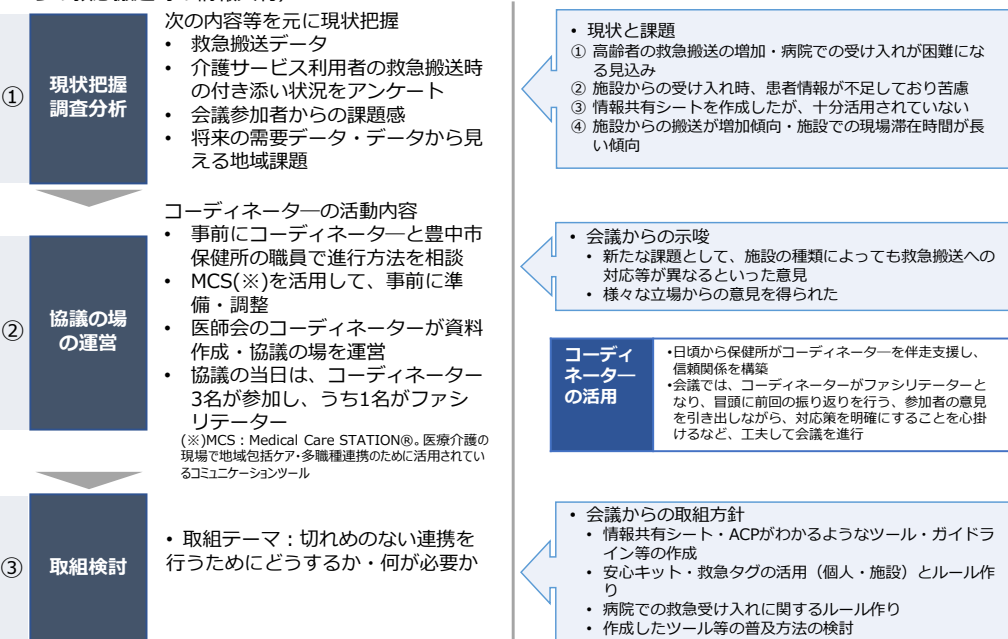 ①
現状把握
調査分析
次の内容等を元に現状把握
• 救急搬送データ
• 介護サービス利用者の救急搬送時
の付き添い状況をアンケート
• 会議参加者からの課題感
• 将来の需要データ・データから見
える地域課題
• 現状と課題
① 高齢者の救急搬送の増加・病院での受け入れが困難にな
る見込み
② 施設からの受け入れ時、患者情報が不足しており苦慮
③ 情報共有シートを作成したが、十分活用されていない
④ 施設からの搬送が増加傾向・施設での現場滞在時間が長
い傾向
②
協議の場
の運営
コーディネータ―の活動内容
• 事前にコーディネータ―と豊中市
保健所の職員で進行方法を相談
• MCS(※)を活用して、事前に準
備・調整
• 医師会のコーディネーターが資料
作成・協議の場を運営
• 協議の当日は、コーディネーター
3名が参加し、うち1名がファシ
リテーター
(※)MCS：Medical Care STATION®。医療介護の
現場で地域包括ケア・多職種連携のために活用されてい
るコミュニケーションツール
• 会議からの示唆
• 新たな課題として、施設の種類によっても救急搬送への
対応等が異なるといった意見
• 様々な立場からの意見を得られた
コーディ
ネータ―
の活用
•日頃から保健所がコーディネータ―を伴走支援し、
信頼関係を構築
•会議では、コーディネーターがファシリテーターと
なり、冒頭に前回の振り返りを行う、参加者の意見
を引き出しながら、対応策を明確にすることを心掛
けるなど、工夫して会議を進行
③
取組検討
• 取組テーマ：切れめのない連携を
行うためにどうするか・何が必要か
• 会議からの取組方針
• 情報共有シート・ACPがわかるようなツール・ガイドラ
イン等の作成
• 安心キット・救急タグの活用（個人・施設）とルール作
り
• 病院での救急受け入れに関するルール作り
• 作成したツール等の普及方法の検討